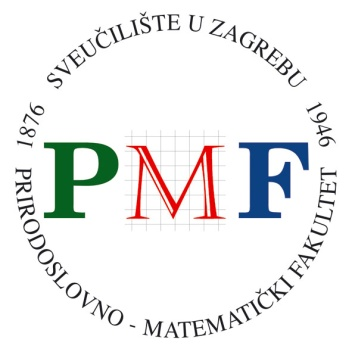 SVEUČILIŠTE U ZAGREBU
1876
1946
PMF
PRIRODOSLOVNO - MATEMATIČKI FAKULTET